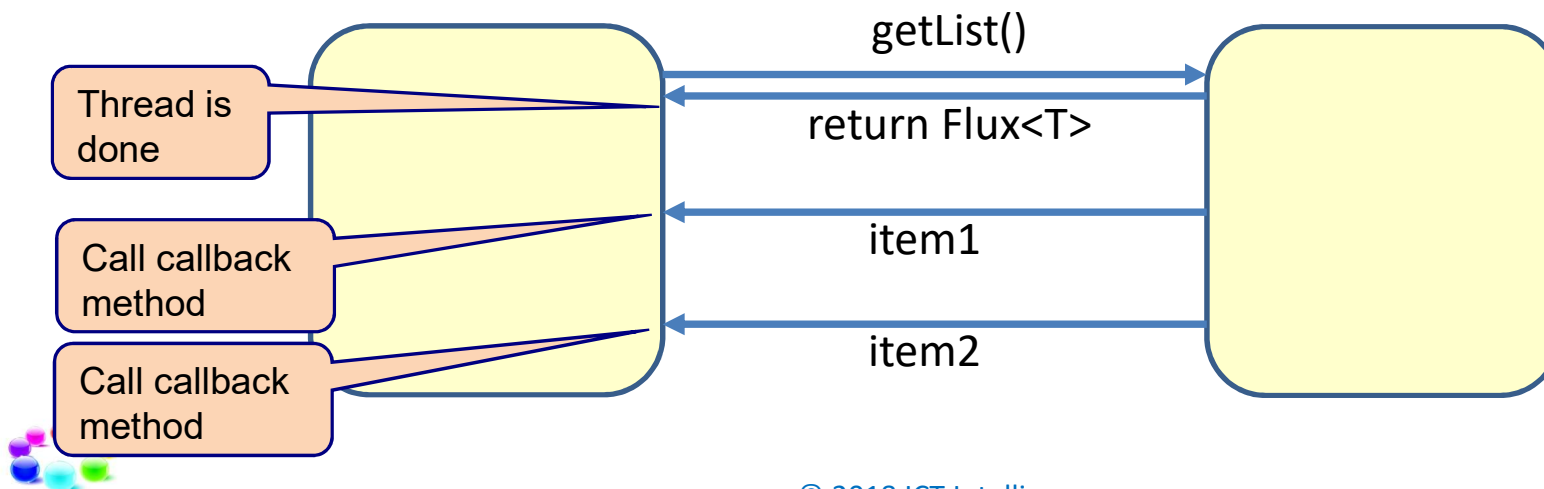 getList()
Thread is
done
return Flux<T>
Call callback
method
item1
Call callback
method
item2